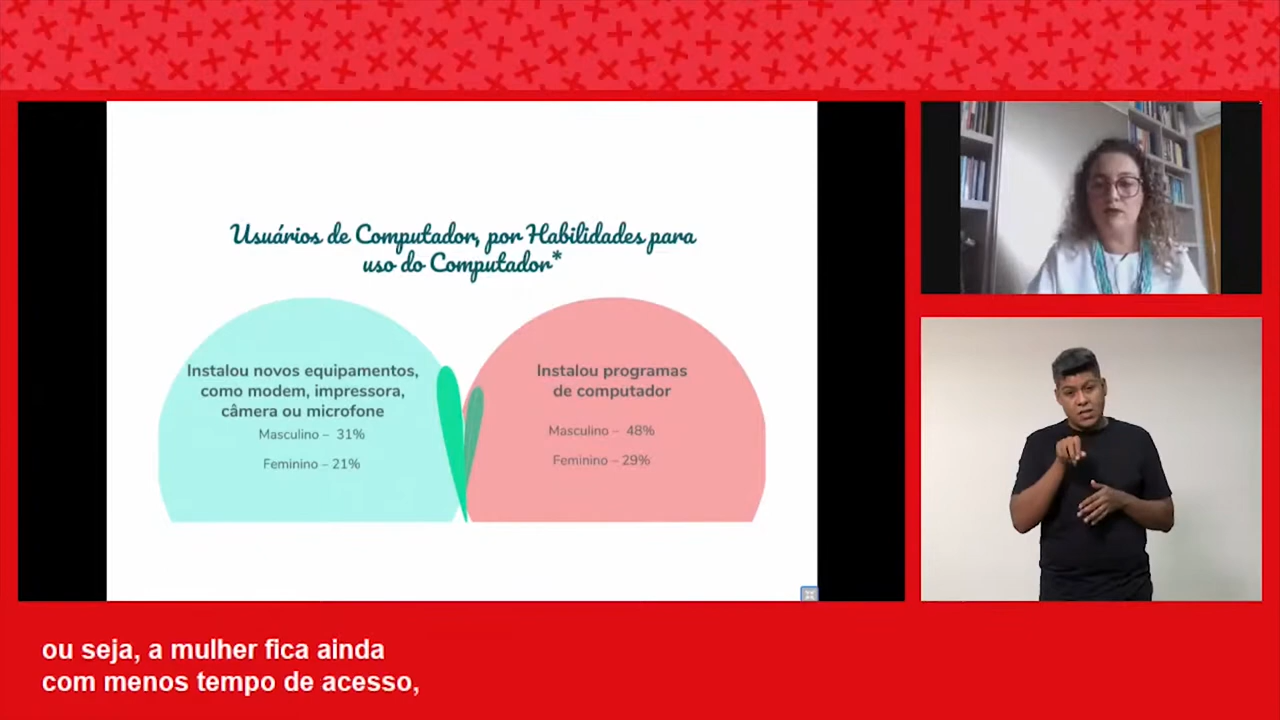 Usuários de Computador, por Habilidades para
uso do Computador*
Instalou novos equipamentos,
como modem, impressora,
câmera ou microfone
Masculino – 31%
Feminino – 21%
Instalou programas
de computador
Masculino – 48%
Feminino – 29%
ou seja, a mulher fica ainda
com menos tempo de acesso,